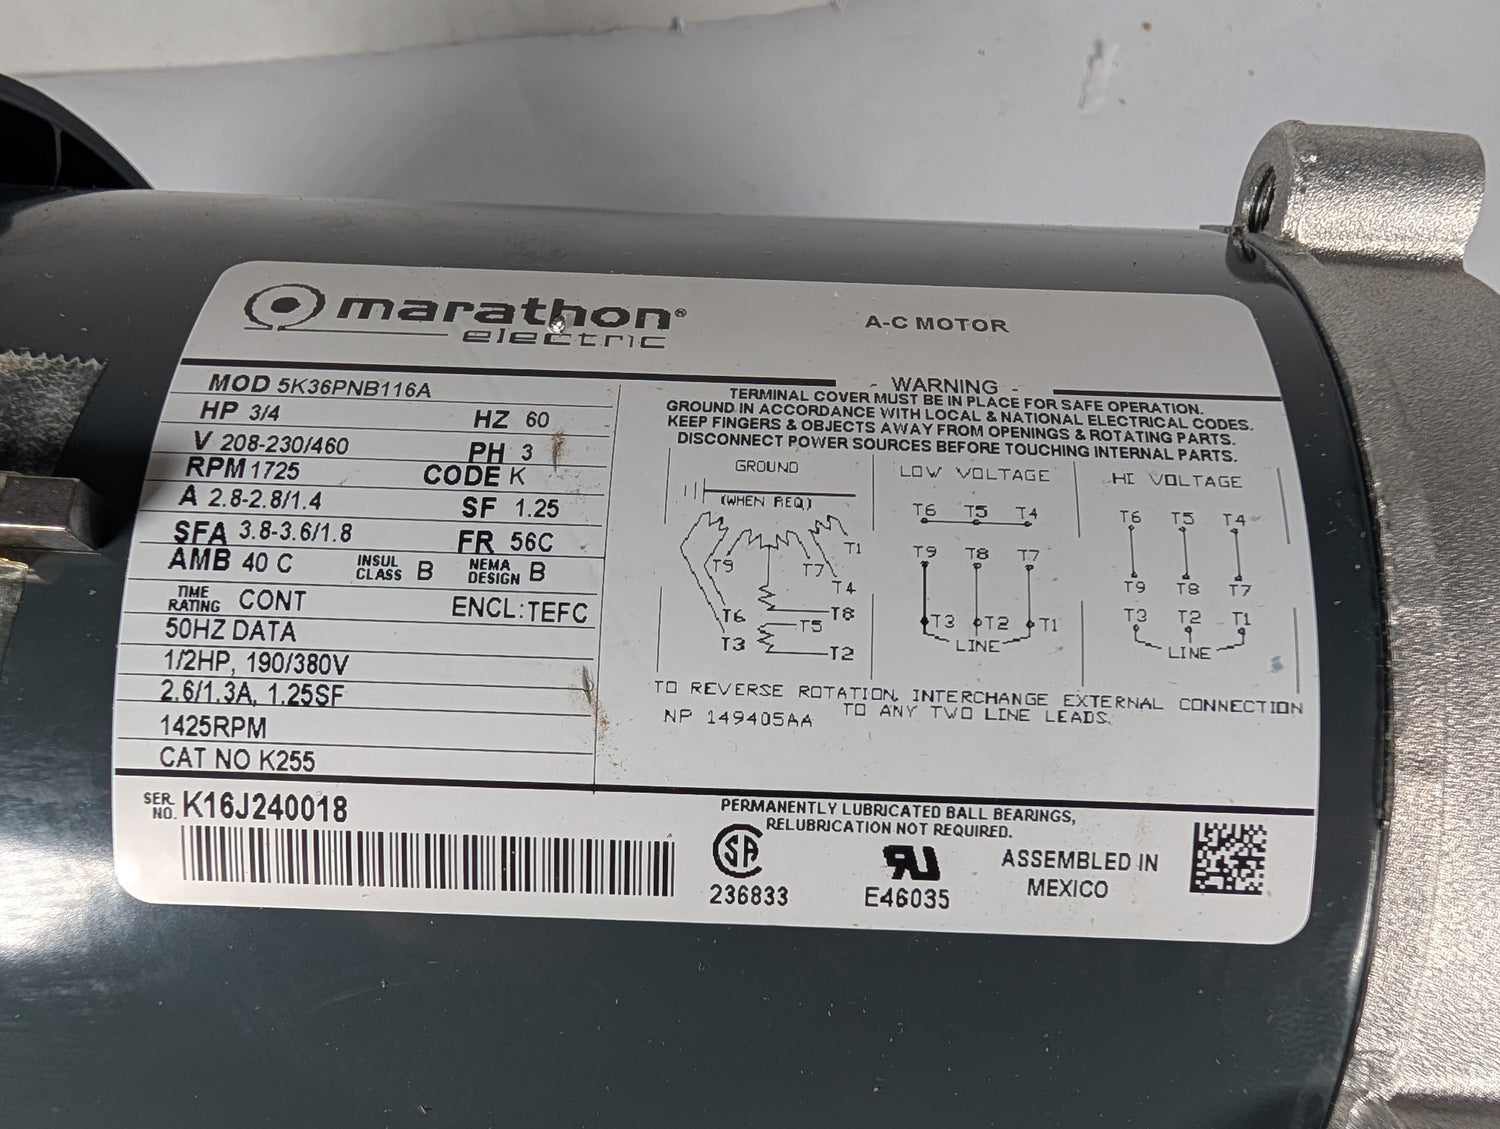 marathon®
electric
A-C MOTOR
MOD 5K36PNB116A
HP 3/4 HZ 60
V 208-230/460 PH 3
RPM 1725 CODE K
A 2.8-2.8/1.4 SF 1.25
SFA 3.8-3.6/1.8 FR 56C
AMB 40 C INSUL CLASS B NEMA DESIGN B
TIME RATING CONT ENCL:TEFC
50HZ DATA
1/2HP, 190/380V
2.6/1.3A, 1.25SF
1425RPM
CAT NO K255
- WARNING -
TERMINAL COVER MUST BE IN PLACE FOR SAFE OPERATION.
GROUND IN ACCORDANCE WITH LOCAL & NATIONAL ELECTRICAL CODES.
KEEP FINGERS & OBJECTS AWAY FROM OPENINGS & ROTATING PARTS.
DISCONNECT POWER SOURCES BEFORE TOUCHING INTERNAL PARTS.
GROUND
(WHEN REQ)
T1
T9 T7
T4
T6 T8
T5
T3 T2
LOW VOLTAGE
T6 T5 T4
T9 T8 T7
T3 T2 T1
LINE
HI VOLTAGE
T6 T5 T4
T9 T8 T7
T3 T2 T1
LINE
TO REVERSE ROTATION, INTERCHANGE EXTERNAL CONNECTION
TO ANY TWO LINE LEADS.
NP 149405AA
SER. NO. K16J240018
PERMANENTLY LUBRICATED BALL BEARINGS,
RELUBRICATION NOT REQUIRED.
SA
236833
RU
E46035
ASSEMBLED IN
MEXICO